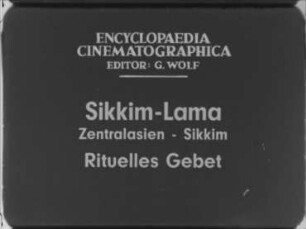 ENCYCLOPAEDIA
CINEMATOGRAPHICA
EDITOR: G. WOLF
Sikkim-Lama
Zentralasien - Sikkim
Rituelles Gebet